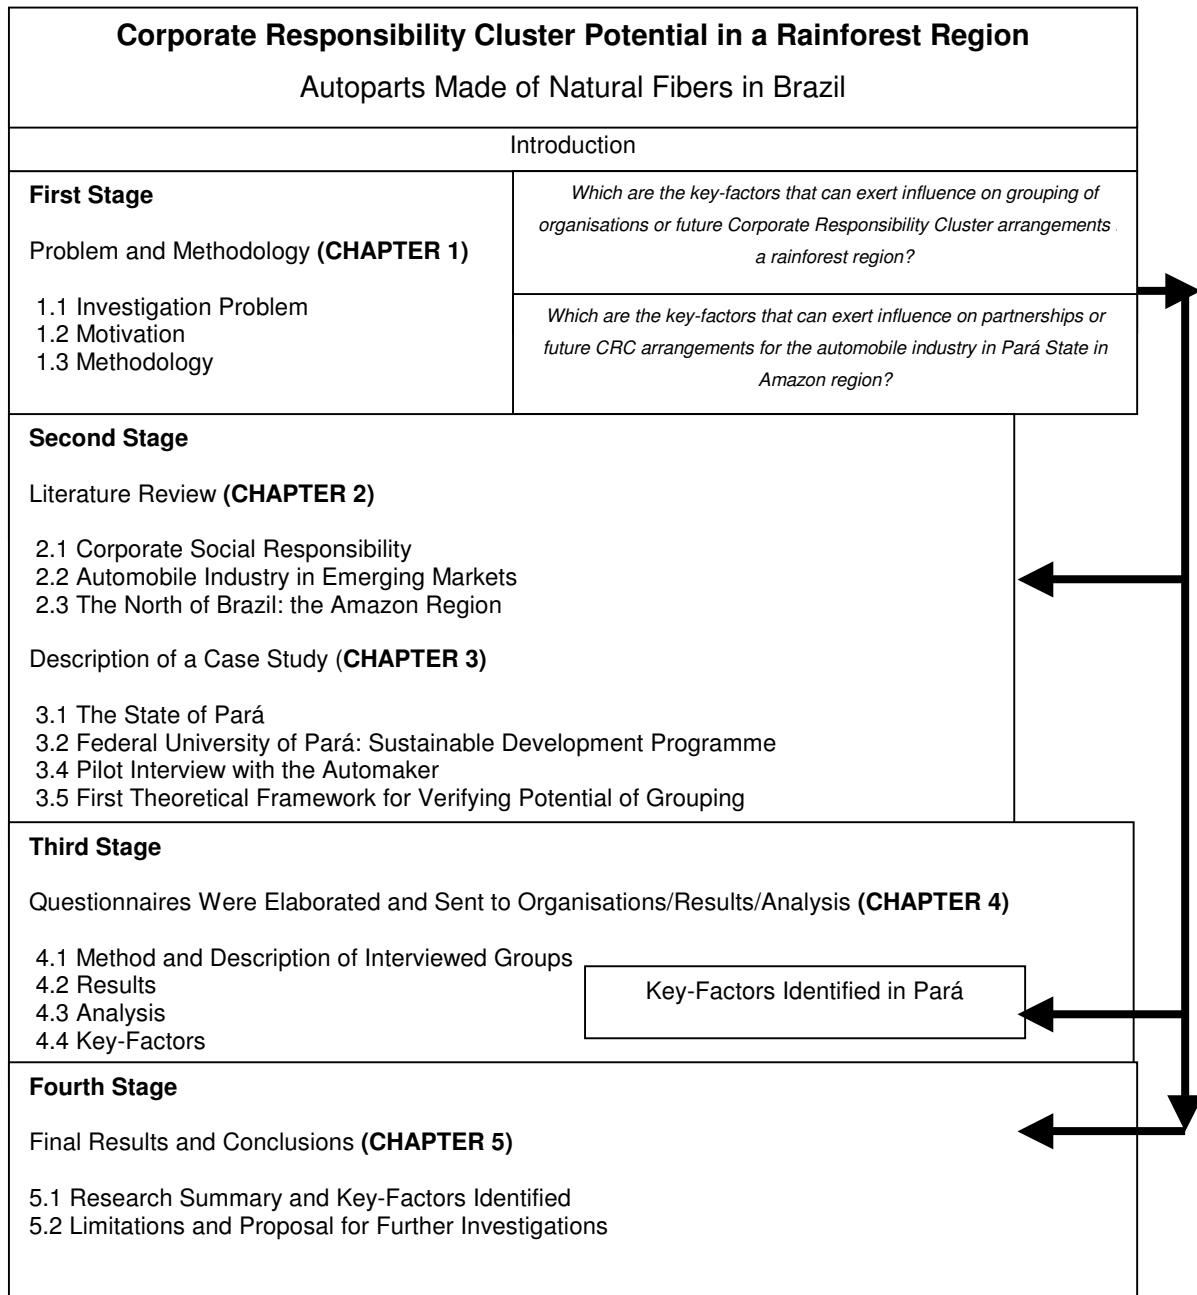 Corporate Responsibility Cluster Potential in a Rainforest Region
Autoparts Made of Natural Fibers in Brazil
Introduction
First Stage
Problem and Methodology (CHAPTER 1)
1.1 Investigation Problem
1.2 Motivation
1.3 Methodology
Which are the key-factors that can exert influence on grouping of
organisations or future Corporate Responsibility Cluster arrangements
a rainforest region?
Which are the key-factors that can exert influence on partnerships or
future CRC arrangements for the automobile industry in Pará State in
Amazon region?
Second Stage
Literature Review (CHAPTER 2)
2.1 Corporate Social Responsibility
2.2 Automobile Industry in Emerging Markets
2.3 The North of Brazil: the Amazon Region
Description of a Case Study (CHAPTER 3)
3.1 The State of Pará
3.2 Federal University of Pará: Sustainable Development Programme
3.4 Pilot Interview with the Automaker
3.5 First Theoretical Framework for Verifying Potential of Grouping
Third Stage
Questionnaires Were Elaborated and Sent to Organisations/Results/Analysis (CHAPTER 4)
4.1 Method and Description of Interviewed Groups
4.2 Results
4.3 Analysis
4.4 Key-Factors
Key-Factors Identified in Pará
Fourth Stage
Final Results and Conclusions (CHAPTER 5)
5.1 Research Summary and Key-Factors Identified
5.2 Limitations and Proposal for Further Investigations